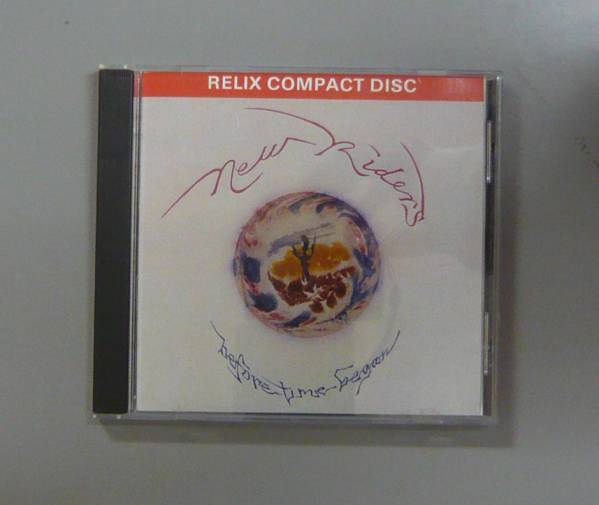 RELIX COMPACT DISC
New Riders
before time began